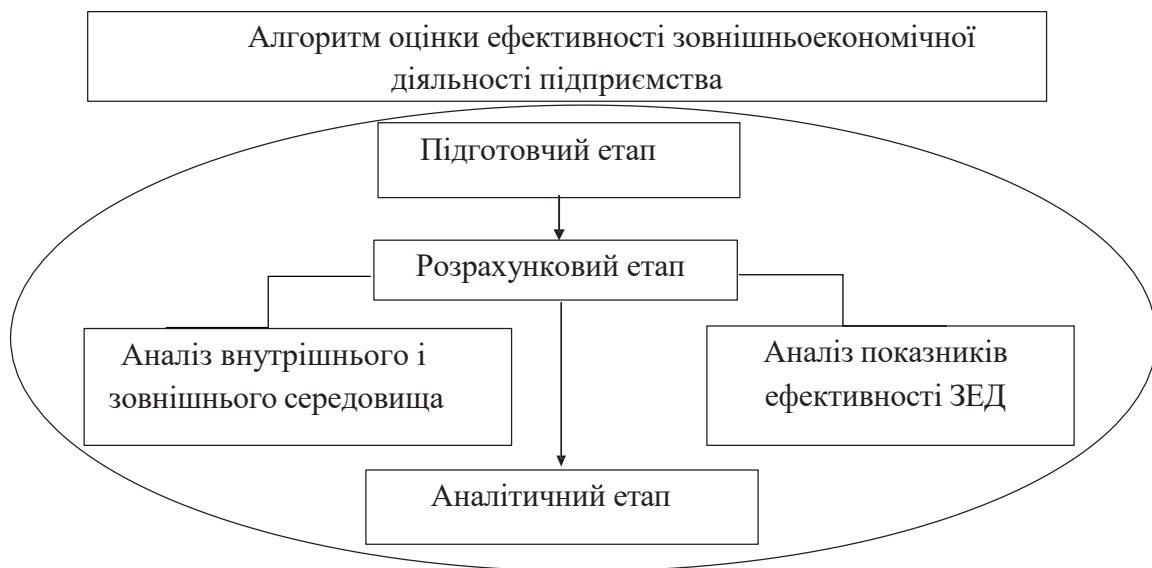 Алгоритм оцінки ефективності зовнішньоекономічної
діяльності підприємства
Підготовчий етап
Розрахунковий етап
Аналіз внутрішнього і
зовнішнього середовища
Аналіз показників
ефективності ЗЕД
Аналітичний етап